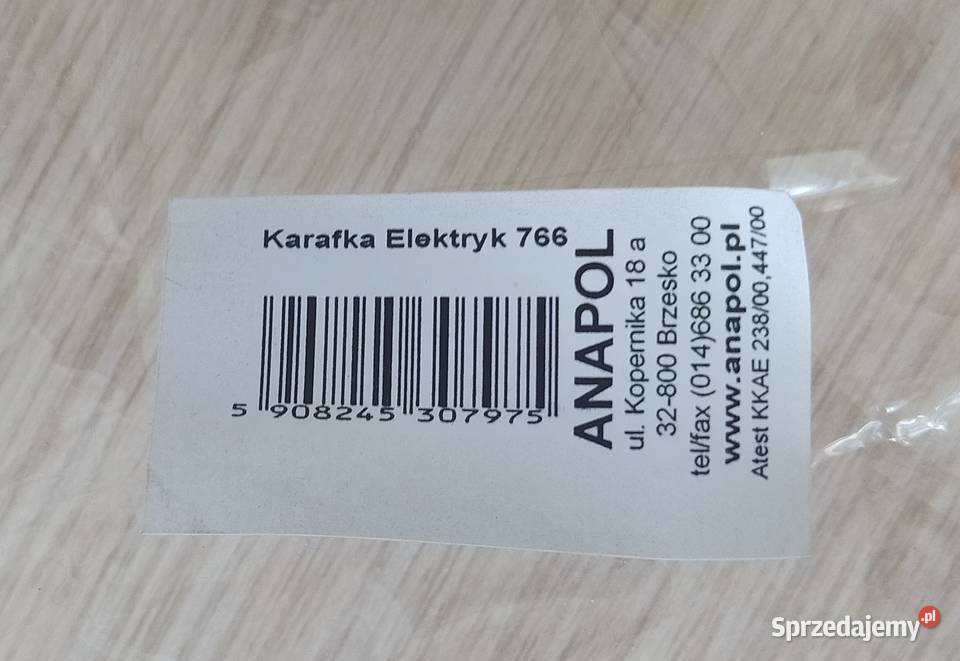 Karafka Elektryk 766
5 908245 307975
ANAPOL
ul. Kopernika 18 a
32-800 Brzesko
tel/fax (014)686 33 00
www.anapol.pl
Atest KKAE 238/00,447/00
Sprzedajemy.pl